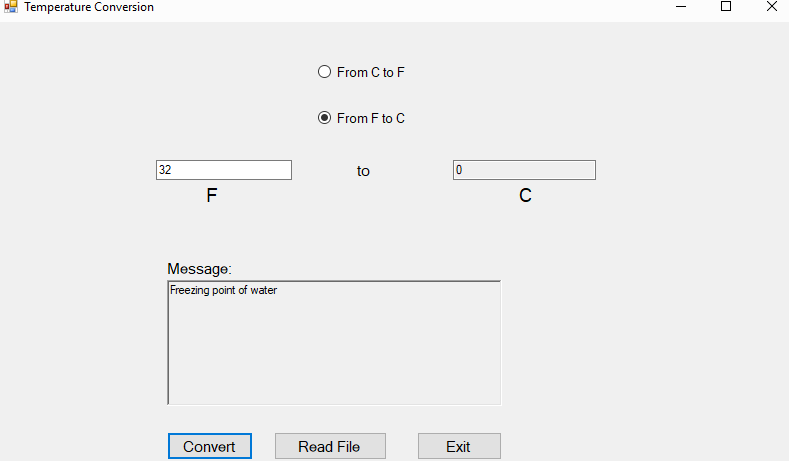 Temperature Conversion
From C to F
From F to C
32 to 0
F C
Message:
Freezing point of water
Convert Read File Exit